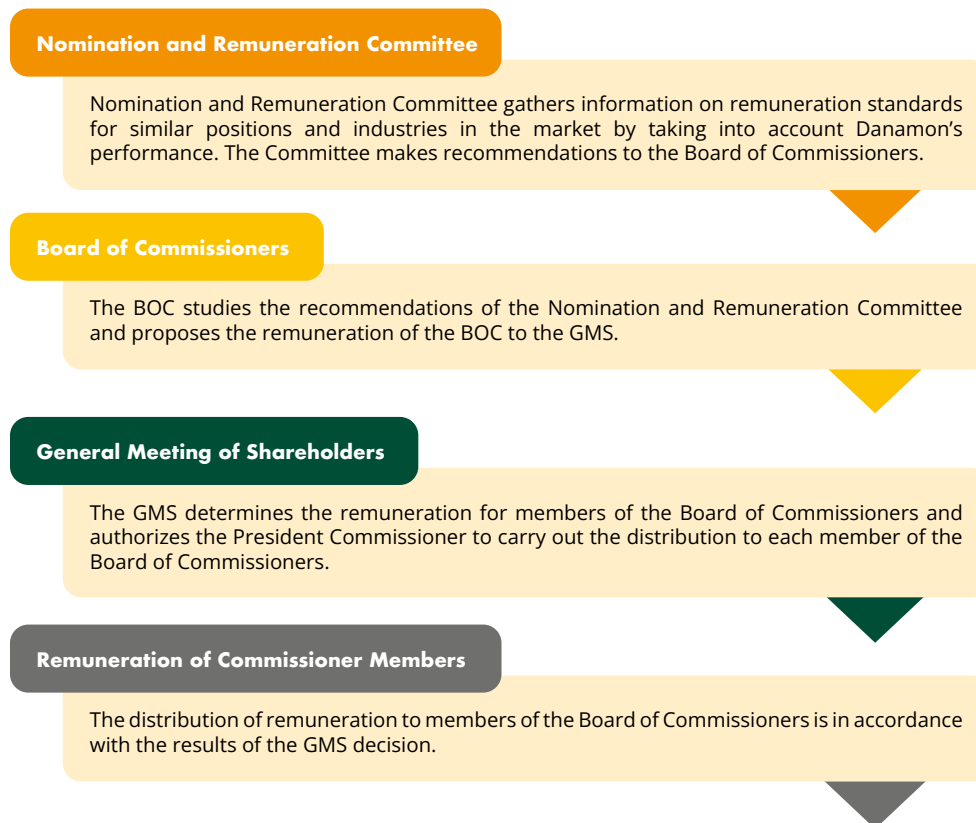 Nomination and Remuneration Committee
Nomination and Remuneration Committee gathers information on remuneration standards
for similar positions and industries in the market by taking into account Danamon’s
performance. The Committee makes recommendations to the Board of Commissioners.
Board of Commissioners
The BOC studies the recommendations of the Nomination and Remuneration Committee
and proposes the remuneration of the BOC to the GMS.
General Meeting of Shareholders
The GMS determines the remuneration for members of the Board of Commissioners and
authorizes the President Commissioner to carry out the distribution to each member of the
Board of Commissioners.
Remuneration of Commissioner Members
The distribution of remuneration to members of the Board of Commissioners is in accordance
with the results of the GMS decision.